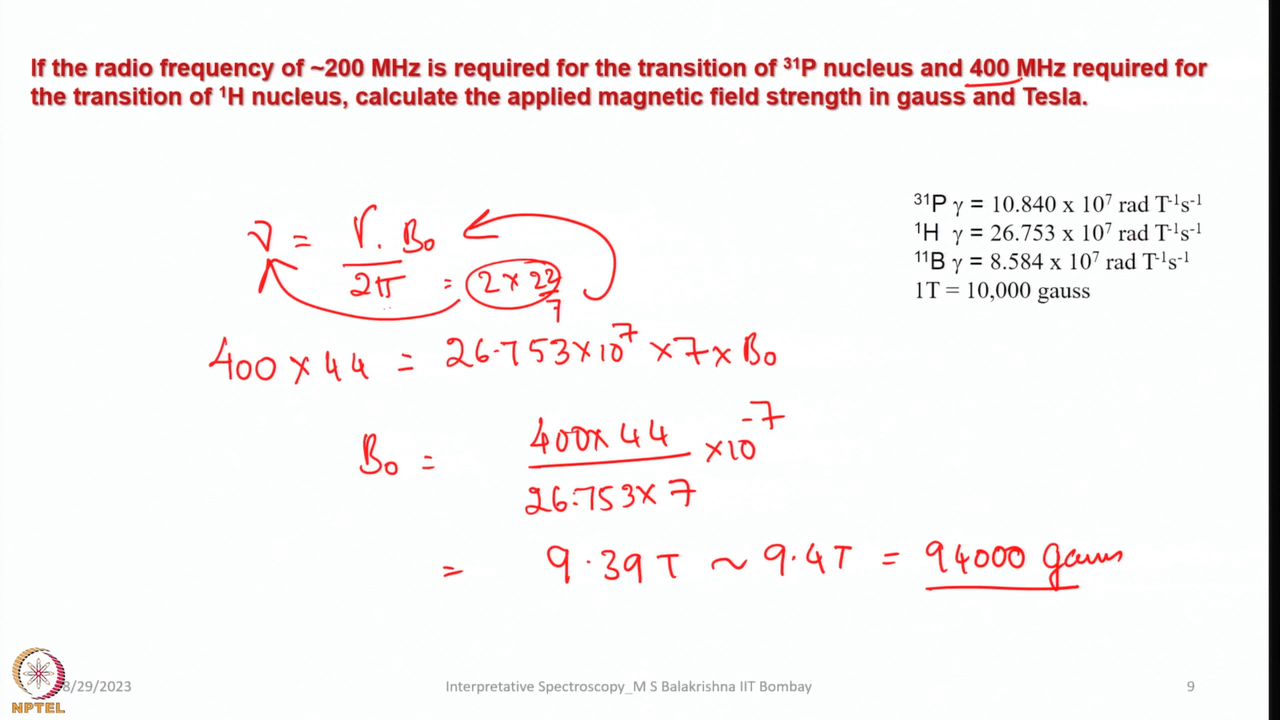 If the radio frequency of ~200 MHz is required for the transition of ³¹P nucleus and 400 MHz required for
the transition of ¹H nucleus, calculate the applied magnetic field strength in gauss and Tesla.
³¹P γ = 10.840 x 10⁷ rad T⁻¹s⁻¹
¹H γ = 26.753 x 10⁷ rad T⁻¹s⁻¹
¹¹B γ = 8.584 x 10⁷ rad T⁻¹s⁻¹
1T = 10,000 gauss
ν = γ. B₀
2π = 2 × 22
7
400 × 44 = 26.753 × 10⁷ × 7 × B₀
B₀ = 400 × 44 × 10⁻⁷
26.753 × 7
= 9.39T ~ 9.4T = 94000 gauss
8/29/2023
Interpretative Spectroscopy_M S Balakrishna IIT Bombay
9
NPTEL